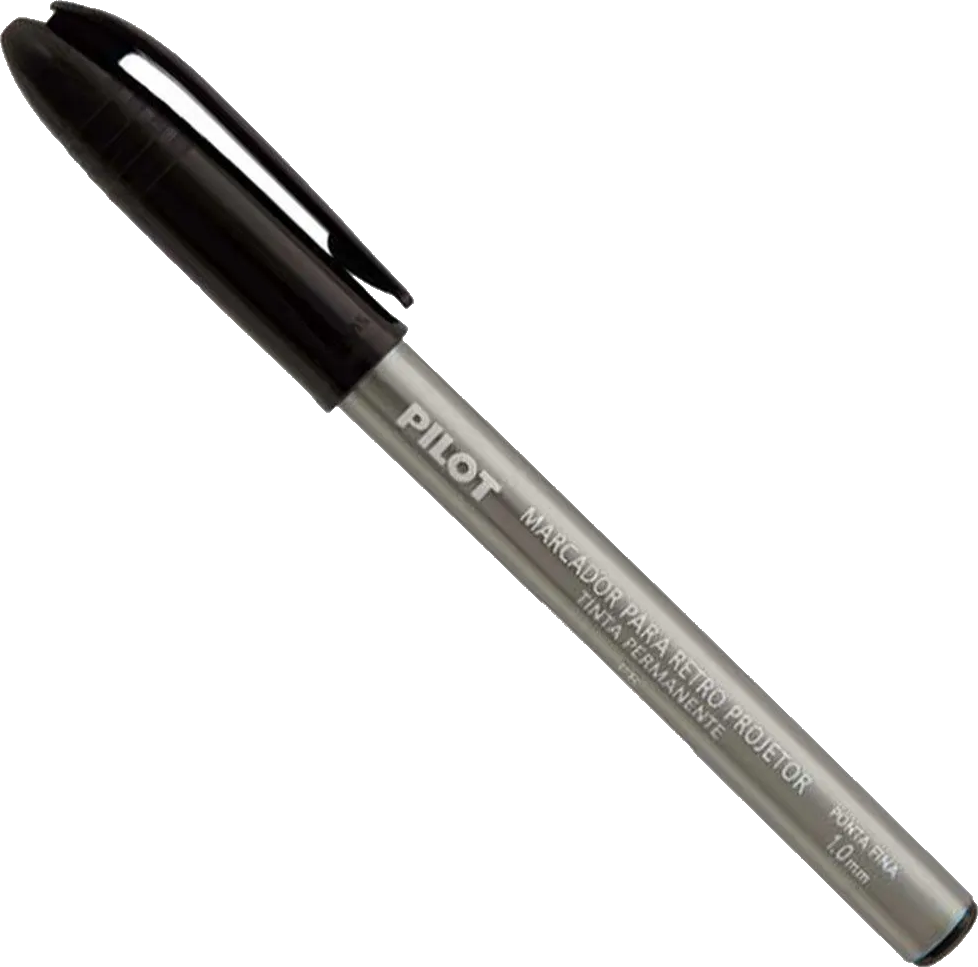 PILOT
MARCADOR PARA RETRO PROJETOR
TINTA PERMANENTE
PONTA FINA
1.0mm